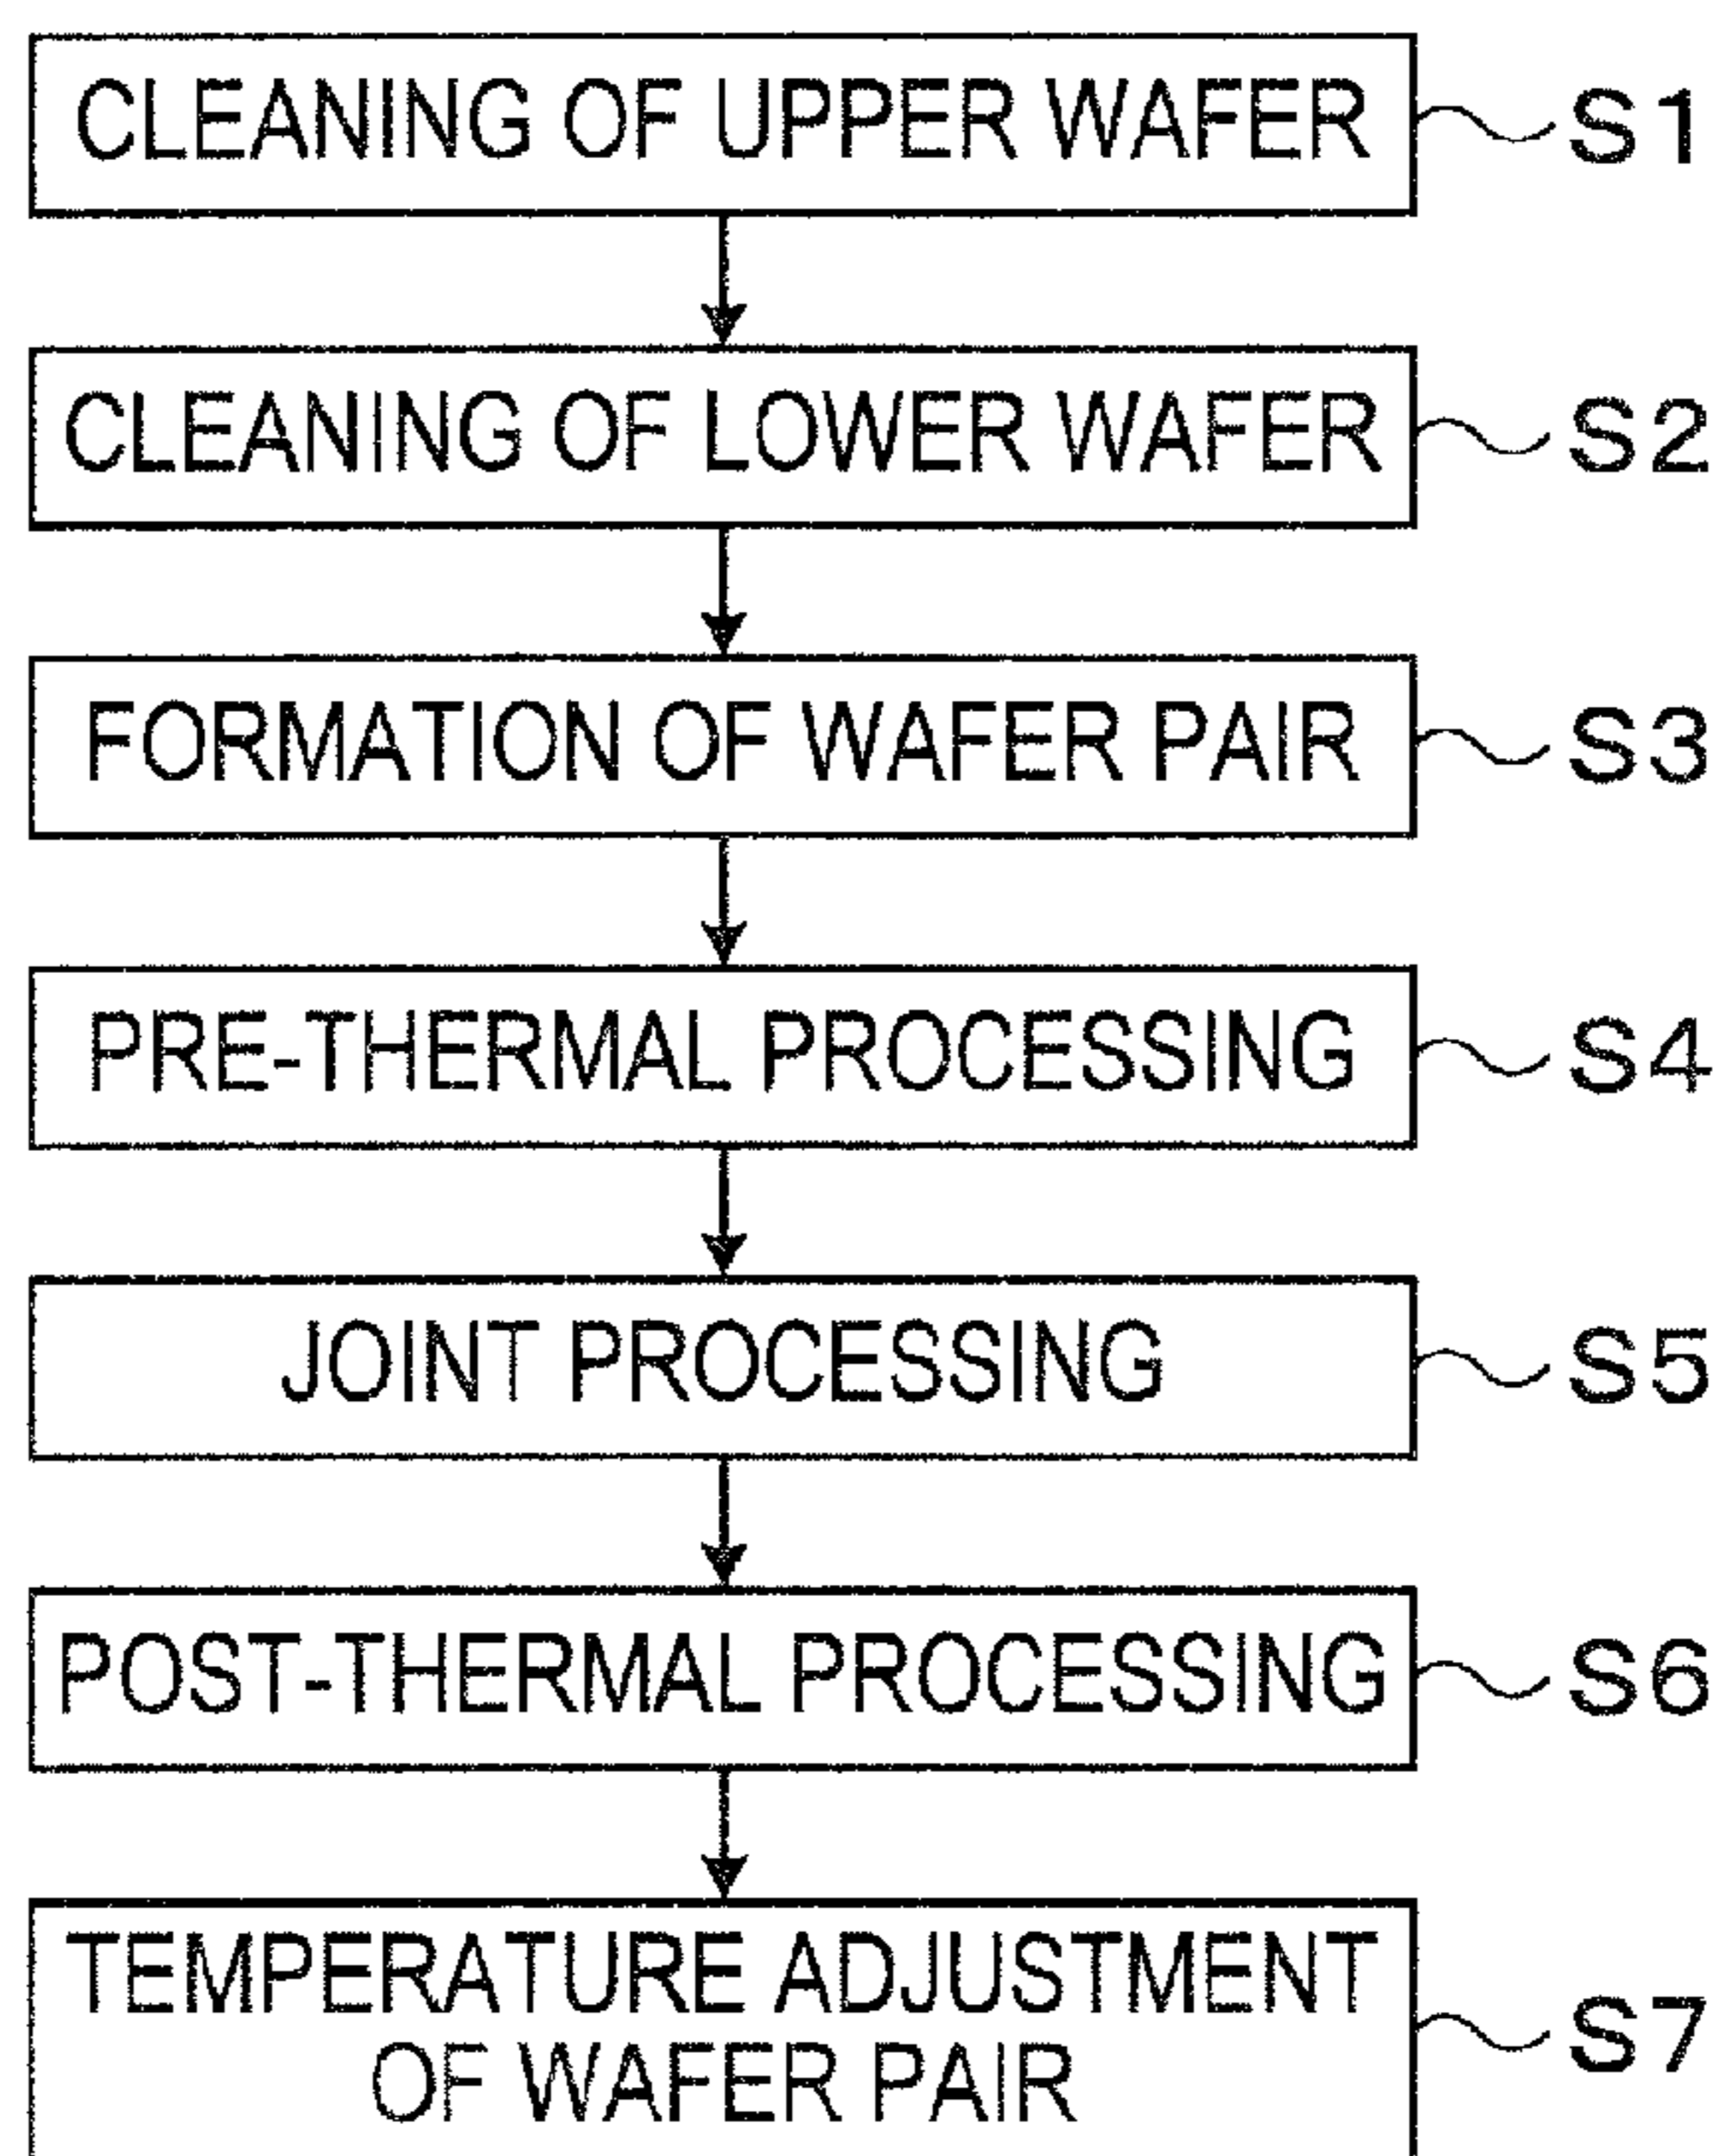 CLEANING OF UPPER WAFER S1
CLEANING OF LOWER WAFER S2
FORMATION OF WAFER PAIR S3
PRE-THERMAL PROCESSING S4
JOINT PROCESSING S5
POST-THERMAL PROCESSING S6
TEMPERATURE ADJUSTMENT
OF WAFER PAIR S7